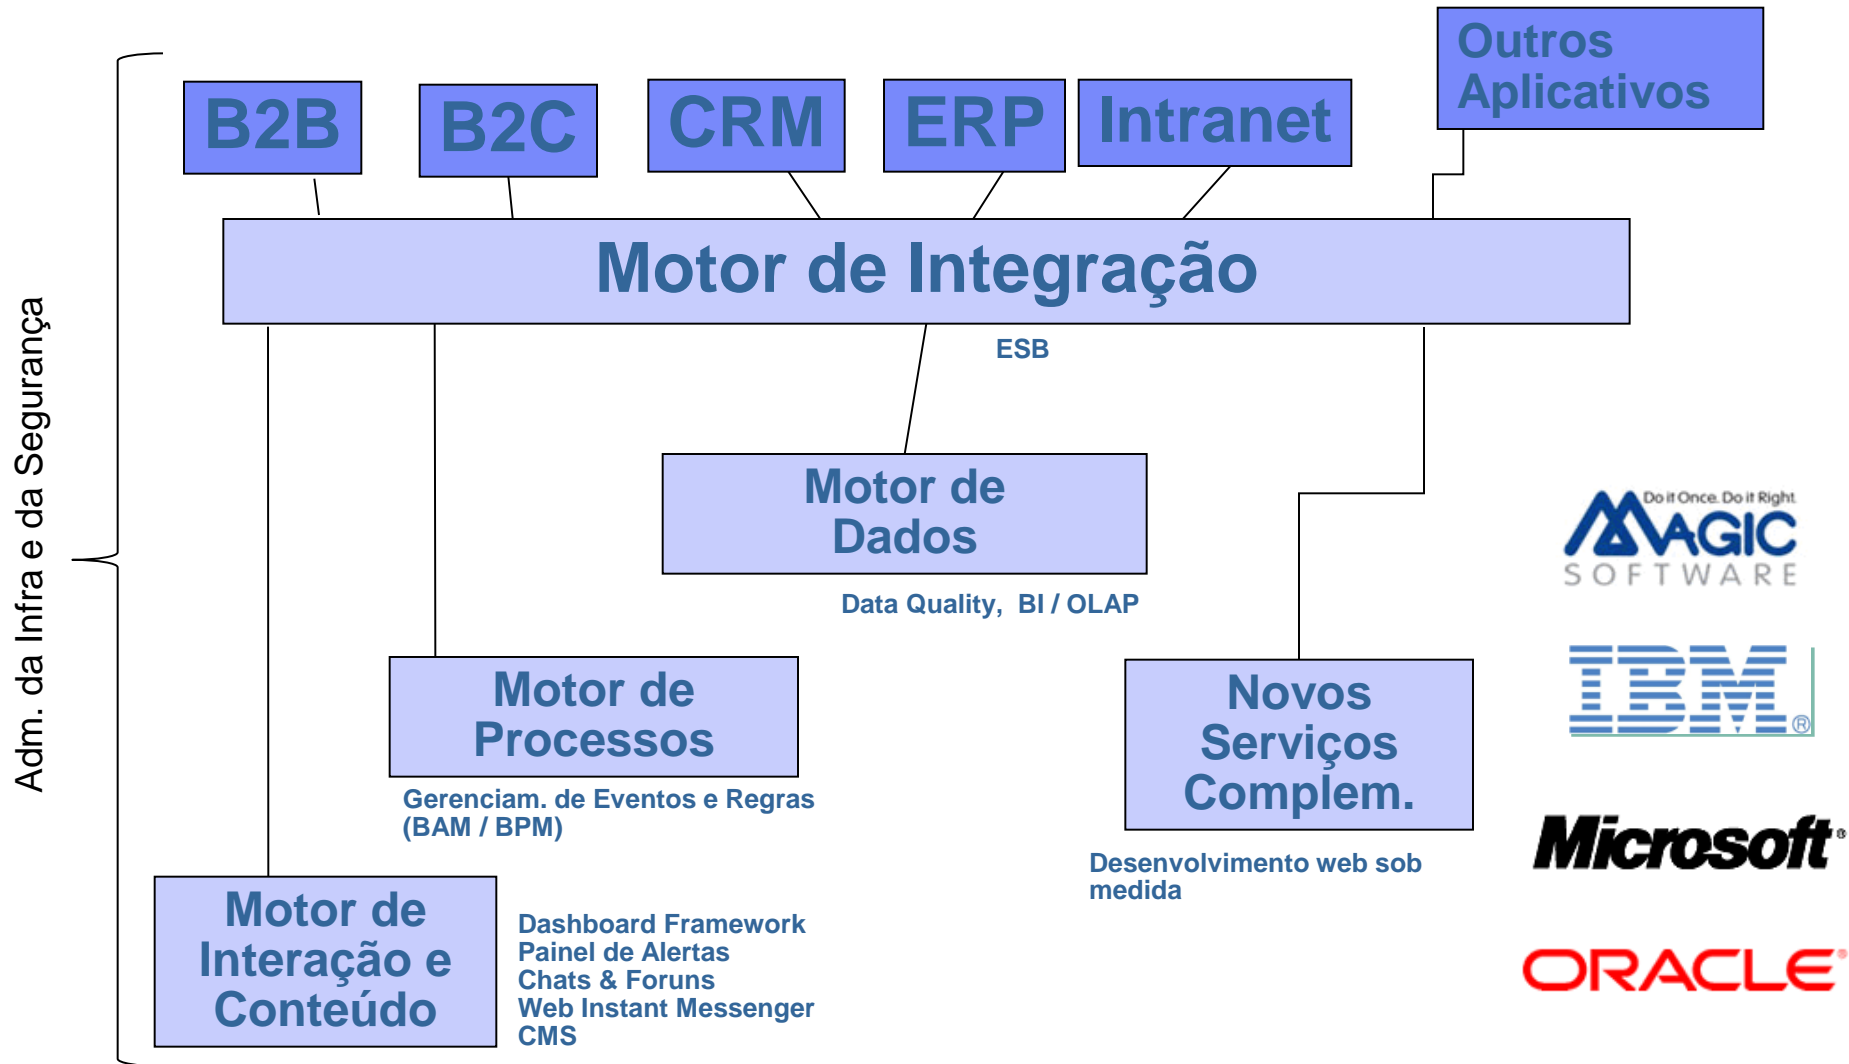 Outros
Aplicativos
B2B
B2C
CRM
ERP
Intranet
Motor de Integração
ESB
Adm. da Infra e da Segurança
Motor de
Dados
Data Quality,  BI / OLAP
Do it Once. Do it Right.
MAGIC
SOFTWARE
Motor de
Processos
Gerenciam. de Eventos e Regras
(BAM / BPM)
Novos
Serviços
Complem.
Desenvolvimento web sob
medida
IBM®
Microsoft®
Motor de
Interação e
Conteúdo
Dashboard Framework
Painel de Alertas
Chats & Foruns
Web Instant Messenger
CMS
ORACLE®